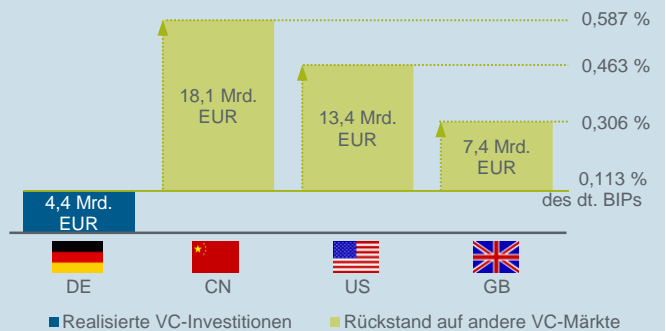 0,587 %
0,463 %
18,1 Mrd.
EUR
13,4 Mrd.
EUR
0,306 %
7,4 Mrd.
EUR
0,113 %
des dt. BIPs
4,4 Mrd.
EUR
DE
CN
US
GB
Realisierte VC-Investitionen
Rückstand auf andere VC-Märkte